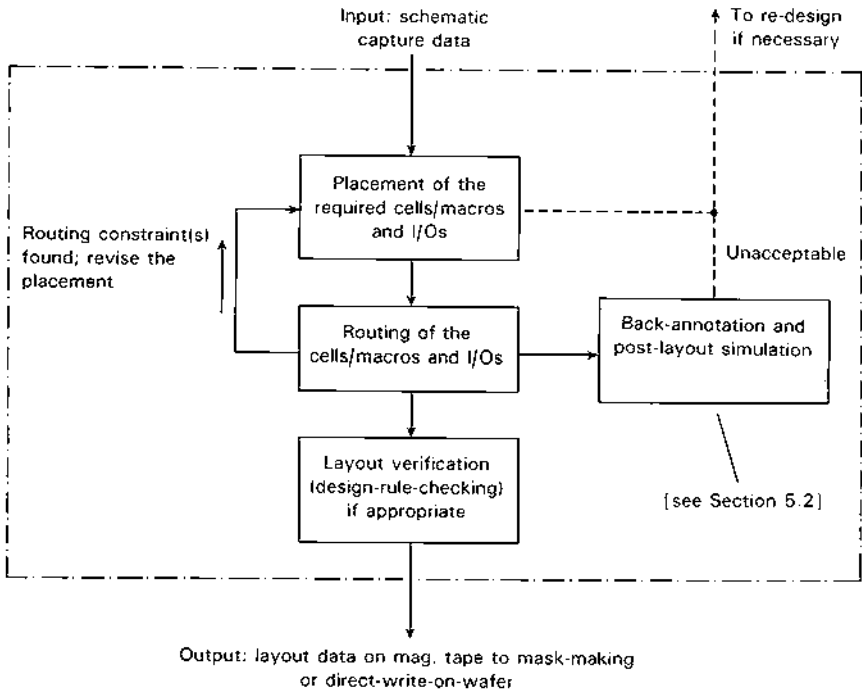 Input: schematic
capture data
To re-design
if necessary
Placement of the
required cells/macros
and I/Os
Routing constraint(s)
found; revise the
placement
Unacceptable
Routing of the
cells/macros and I/Os
Back-annotation and
post-layout simulation
Layout verification
(design-rule-checking)
if appropriate
[see Section 5.2]
Output: layout data on mag. tape to mask-making
or direct-write-on-wafer